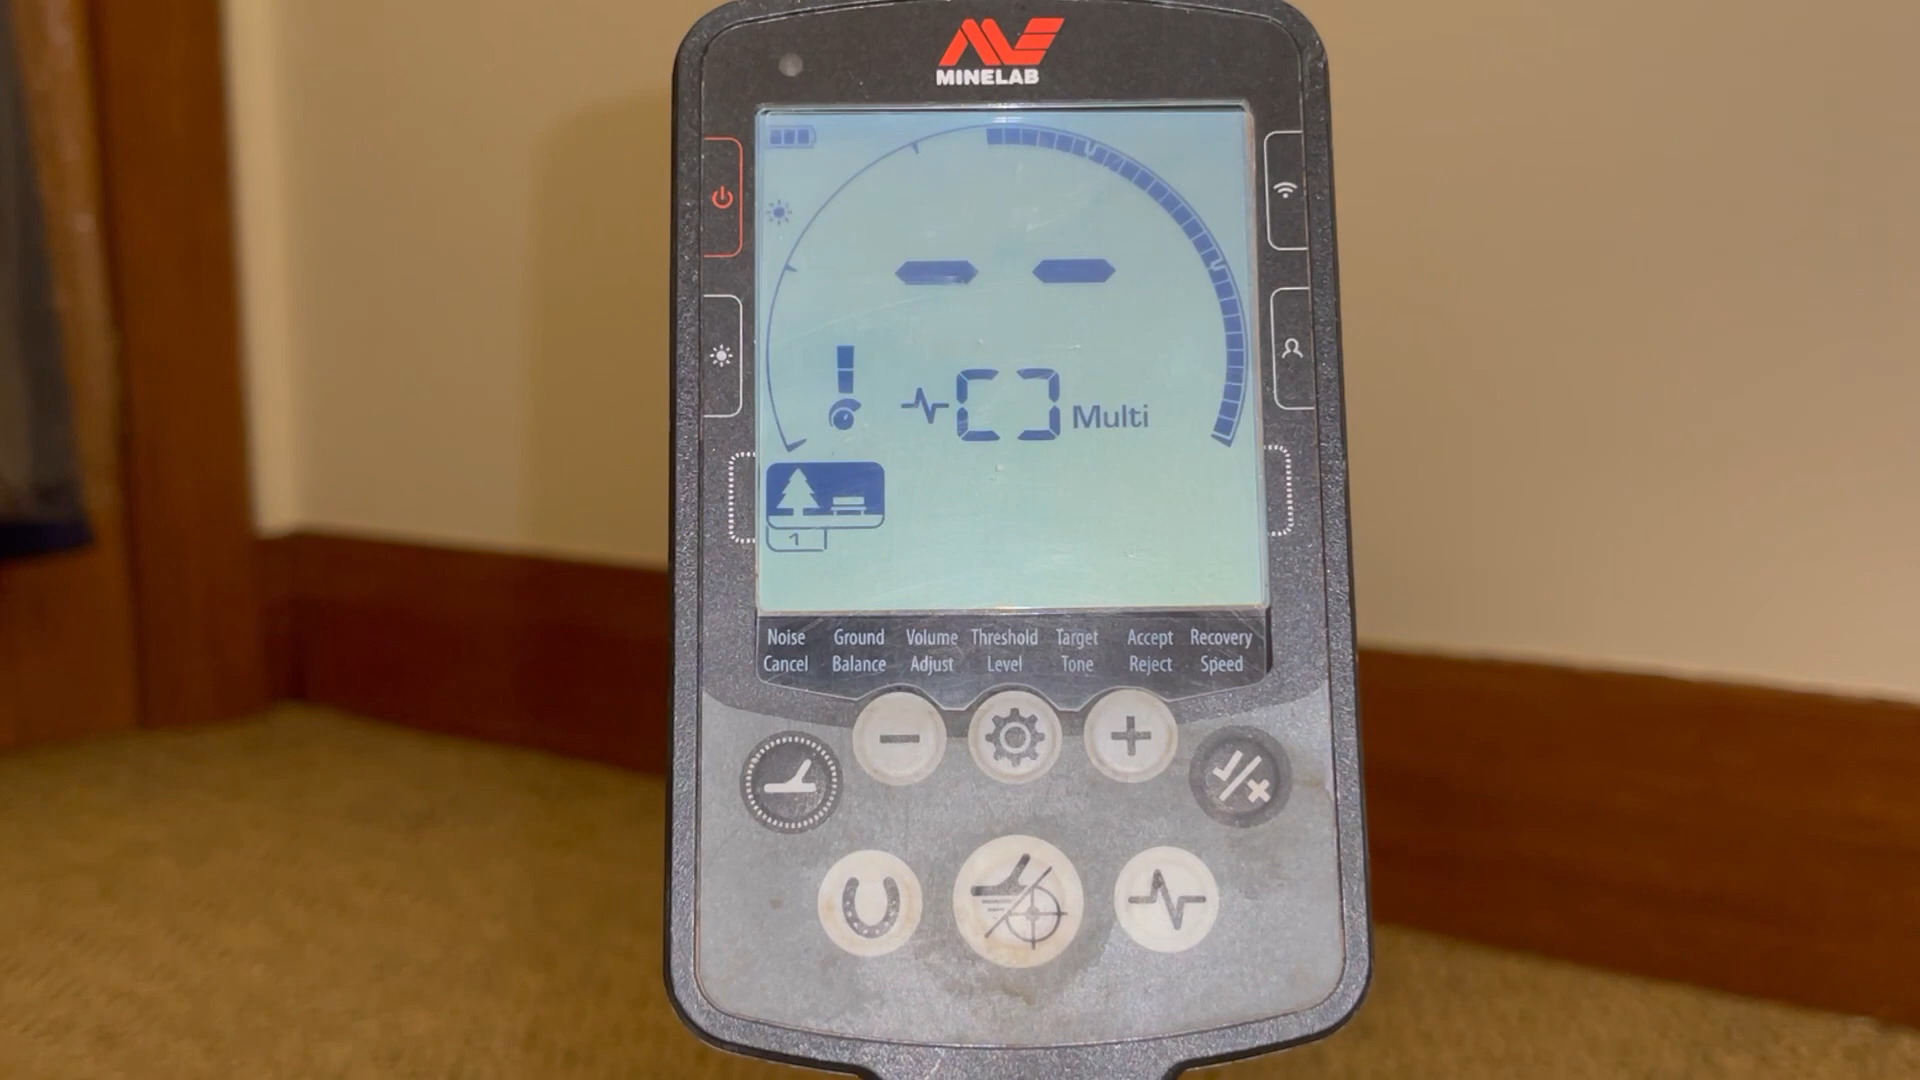 MINELAB
Multi
1
Noise Cancel
Ground Balance
Volume Adjust
Threshold Level
Target Tone
Accept Reject
Recovery Speed